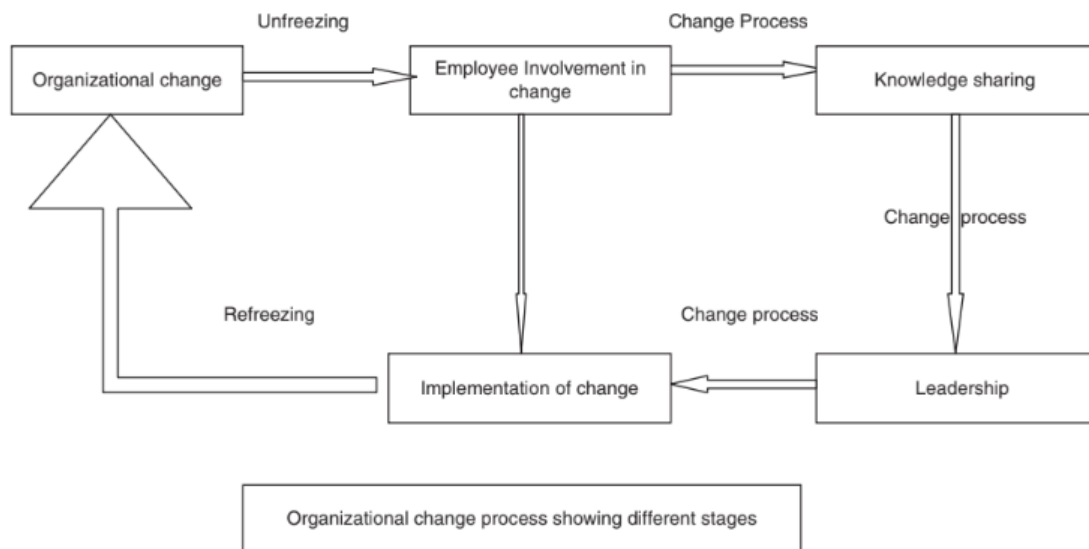 Unfreezing
Change Process
Organizational change
Employee Involvement in
change
Knowledge sharing
Change process
Refreezing
Change process
Implementation of change
Leadership
Organizational change process showing different stages